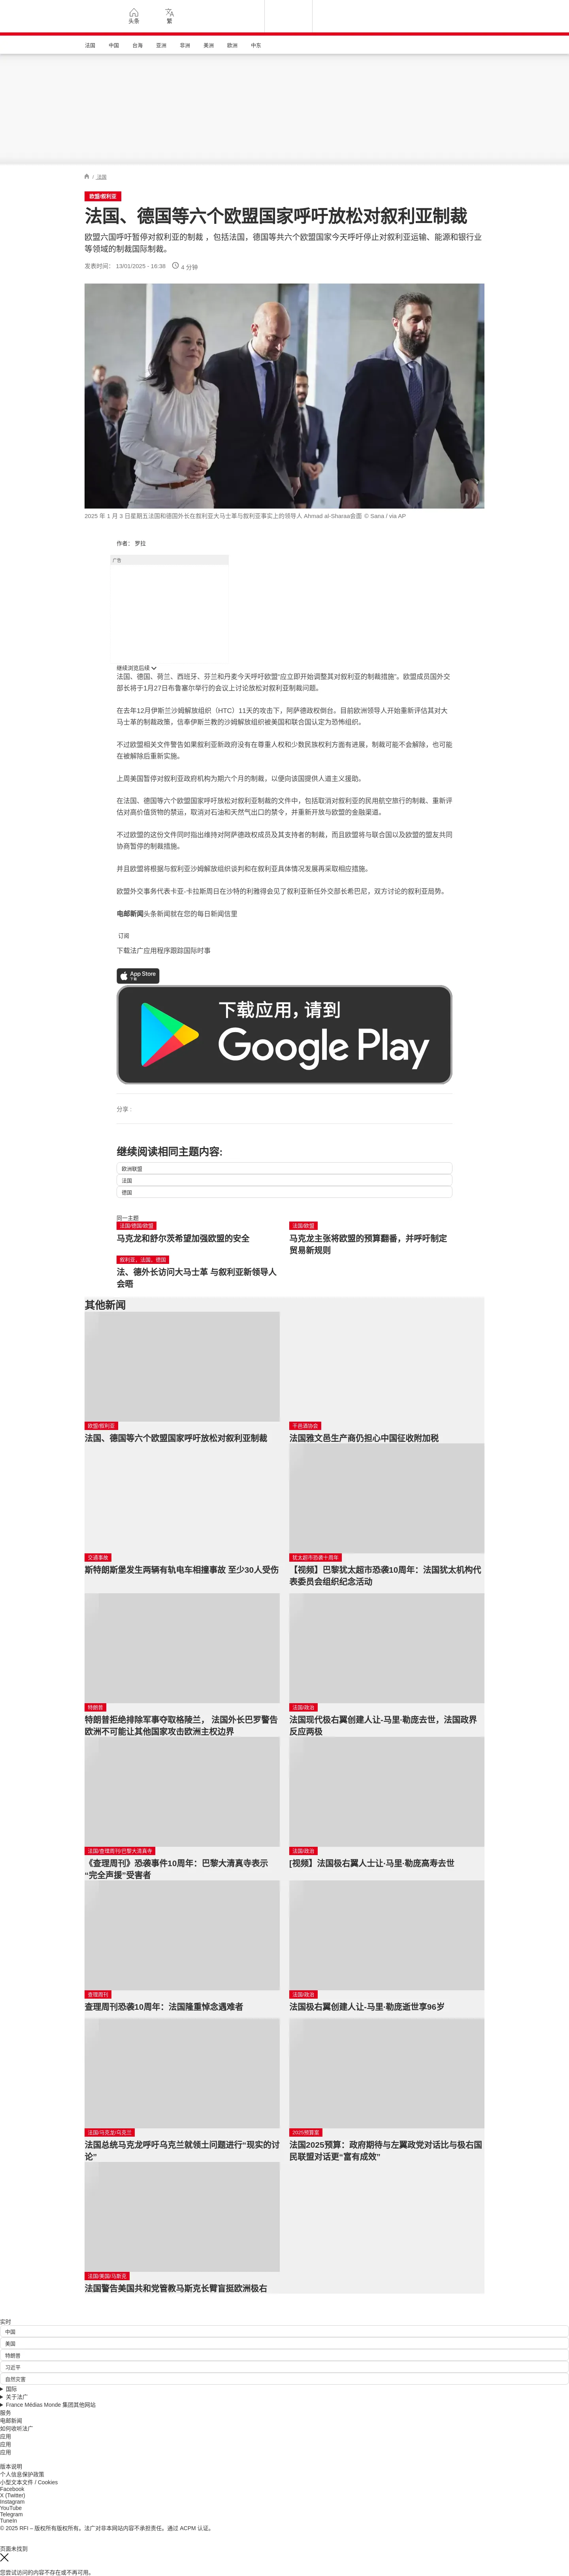 头条
繁
法国
中国
台海
亚洲
非洲
美洲
欧洲
中东
/ 法国
欧盟/叙利亚
法国、德国等六个欧盟国家呼吁放松对叙利亚制裁
欧盟六国呼吁暂停对叙利亚的制裁 ，包括法国，德国等共六个欧盟国家今天呼吁停止对叙利亚运输、能源和银行业
等领域的制裁国际制裁。
发表时间： 13/01/2025 - 16:38
4 分钟
2025 年 1 月 3 日星期五法国和德国外长在叙利亚大马士革与叙利亚事实上的领导人 Ahmad al-Sharaa会面 © Sana / via AP
作者： 罗拉
广告
继续浏览后续
法国、德国、荷兰、西班牙、芬兰和丹麦今天呼吁欧盟“应立即开始调整其对叙利亚的制裁措施”。欧盟成员国外交
部长将于1月27日布鲁塞尔举行的会议上讨论放松对叙利亚制裁问题。
在去年12月伊斯兰沙姆解放组织（HTC）11天的攻击下，阿萨德政权倒台。目前欧洲领导人开始重新评估其对大
马士革的制裁政策，信奉伊斯兰教的沙姆解放组织被美国和联合国认定为恐怖组织。
不过欧盟相关文件警告如果叙利亚新政府没有在尊重人权和少数民族权利方面有进展，制裁可能不会解除，也可能
在被解除后重新实施。
上周美国暂停对叙利亚政府机构为期六个月的制裁，以便向该国提供人道主义援助。
在法国、德国等六个欧盟国家呼吁放松对叙利亚制裁的文件中，包括取消对叙利亚的民用航空旅行的制裁、重新评
估对高价值货物的禁运，取消对石油和天然气出口的禁令，并重新开放与欧盟的金融渠道。
不过欧盟的这份文件同时指出维持对阿萨德政权成员及其支持者的制裁，而且欧盟将与联合国以及欧盟的盟友共同
协商暂停的制裁措施。
并且欧盟将根据与叙利亚沙姆解放组织谈判和在叙利亚具体情况发展再采取相应措施。
欧盟外交事务代表卡亚-卡拉斯周日在沙特的利雅得会见了叙利亚新任外交部长希巴尼，双方讨论的叙利亚局势。
电邮新闻头条新闻就在您的每日新闻信里
订阅
下载法广应用程序跟踪国际时事
App Store
下载
下载应用，请到
Google Play
分享 :
继续阅读相同主题内容:
欧洲联盟
法国
德国
同一主题
法国/德国/欧盟
马克龙和舒尔茨希望加强欧盟的安全
法国/欧盟
马克龙主张将欧盟的预算翻番，并呼吁制定
贸易新规则
叙利亚，法国、德国
法、德外长访问大马士革 与叙利亚新领导人
会晤
其他新闻
欧盟/叙利亚
法国、德国等六个欧盟国家呼吁放松对叙利亚制裁
干邑酒/协会
法国雅文邑生产商仍担心中国征收附加税
交通事故
斯特朗斯堡发生两辆有轨电车相撞事故 至少30人受伤
犹太超市恐袭十周年
【视频】巴黎犹太超市恐袭10周年：法国犹太机构代
表委员会组织纪念活动
特朗普
特朗普拒绝排除军事夺取格陵兰， 法国外长巴罗警告
欧洲不可能让其他国家攻击欧洲主权边界
法国/政治
法国现代极右翼创建人让-马里·勒庞去世，法国政界
反应两极
法国/查理周刊/巴黎大清真寺
《查理周刊》恐袭事件10周年：巴黎大清真寺表示
“完全声援”受害者
法国/政治
[视频】法国极右翼人士让·马里·勒庞高寿去世
查理周刊
查理周刊恐袭10周年：法国隆重悼念遇难者
法国/政治
法国极右翼创建人让-马里·勒庞逝世享96岁
法国/马克龙/乌克兰
法国总统马克龙呼吁乌克兰就领土问题进行“现实的讨
论”
2025预算案
法国2025预算：政府期待与左翼政党对话比与极右国
民联盟对话更“富有成效”
法国/美国/马斯克
法国警告美国共和党管教马斯克长臂盲挺欧洲极右
实时
中国
美国
特朗普
习近平
自然灾害
国际
关于法广
France Médias Monde 集团其他网站
服务
电邮新闻
如何收听法广
应用
应用
应用
版本说明
个人信息保护政策
小型文本文件 / Cookies
Facebook
X (Twitter)
Instagram
YouTube
Telegram
TuneIn
© 2025 RFI – 版权所有版权所有。法广对非本网站内容不承担责任。通过 ACPM 认证。
页面未找到
您尝试访问的内容不存在或不再可用。